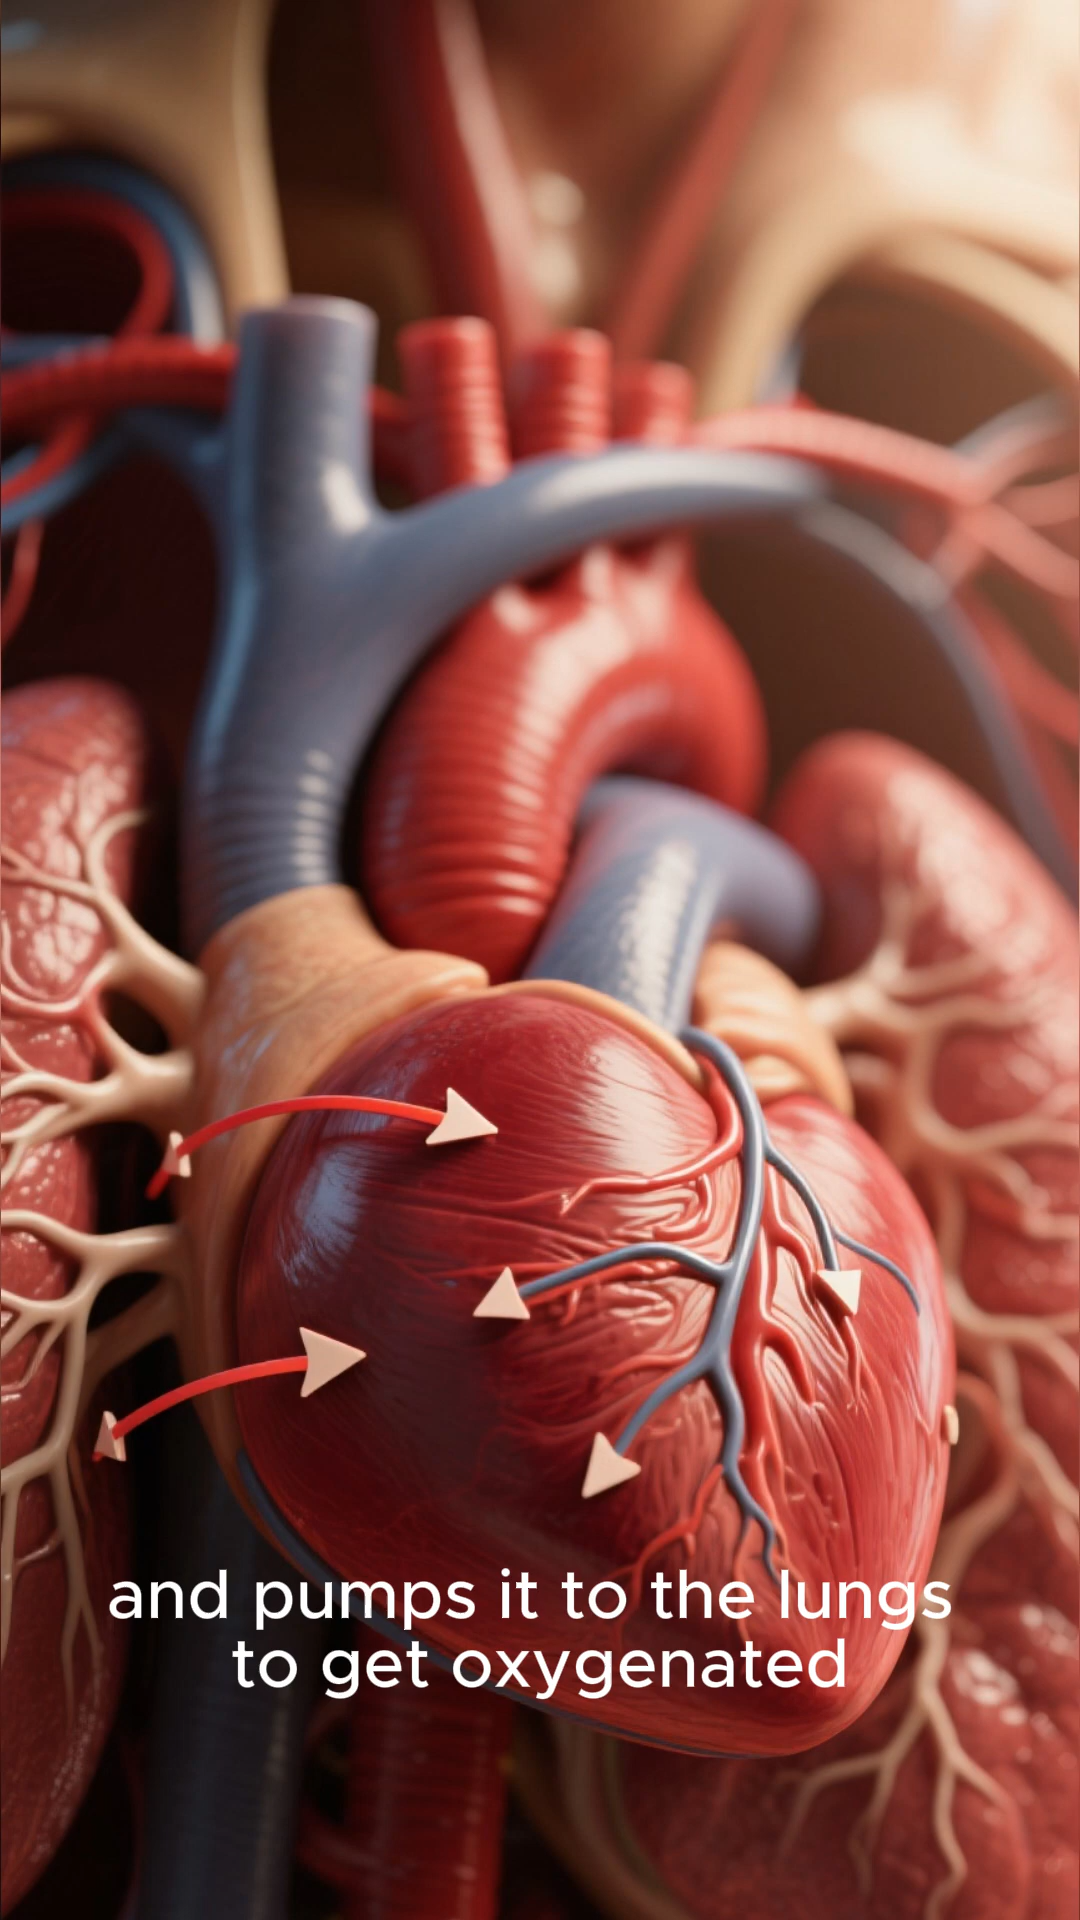 and pumps it to the lungs
to get oxygenated